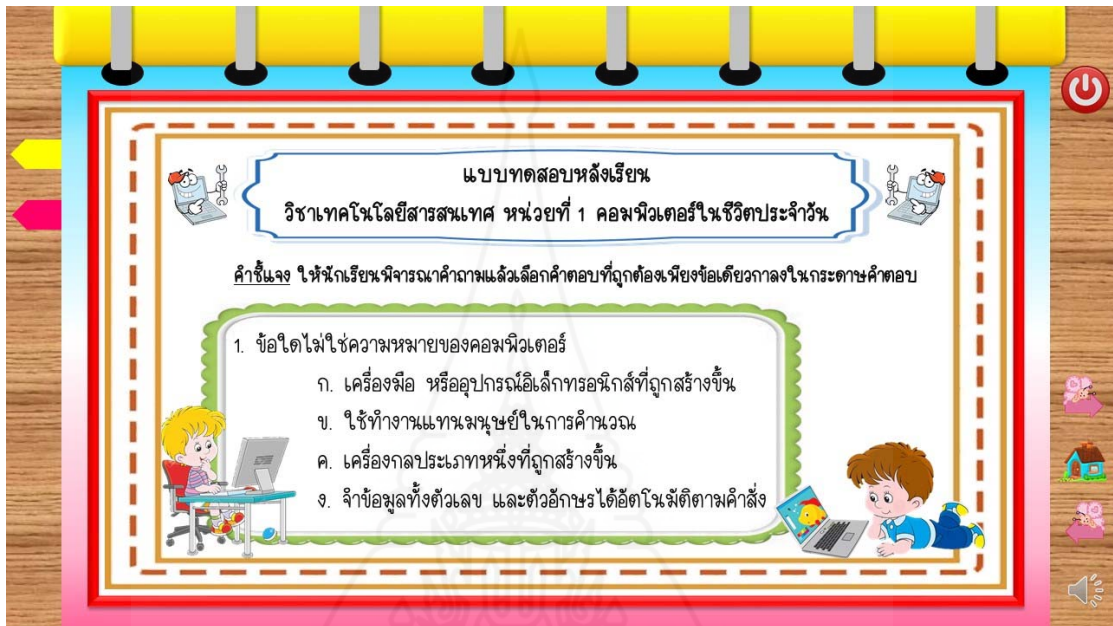 แบบทดสอบหลังเรียน
วิชาเทคโนโลยีสารสนเทศ หน่วยที่ 1 คอมพิวเตอร์ในชีวิตประจำวัน
คำชี้แจง ให้นักเรียนพิจารณาคำถามแล้วเลือกคำตอบที่ถูกต้องเพียงข้อเดียวกาลงในกระดาษคำตอบ
1. ข้อใดไม่ใช่ความหมายของคอมพิวเตอร์
ก. เครื่องมือ หรืออุปกรณ์อิเล็กทรอนิกส์ที่ถูกสร้างขึ้น
ข. ใช้ทำงานแทนมนุษย์ในการคำนวณ
ค. เครื่องกลประเภทหนึ่งที่ถูกสร้างขึ้น
ง. จำข้อมูลทั้งตัวเลข และตัวอักษรได้อัตโนมัติตามคำสั่ง